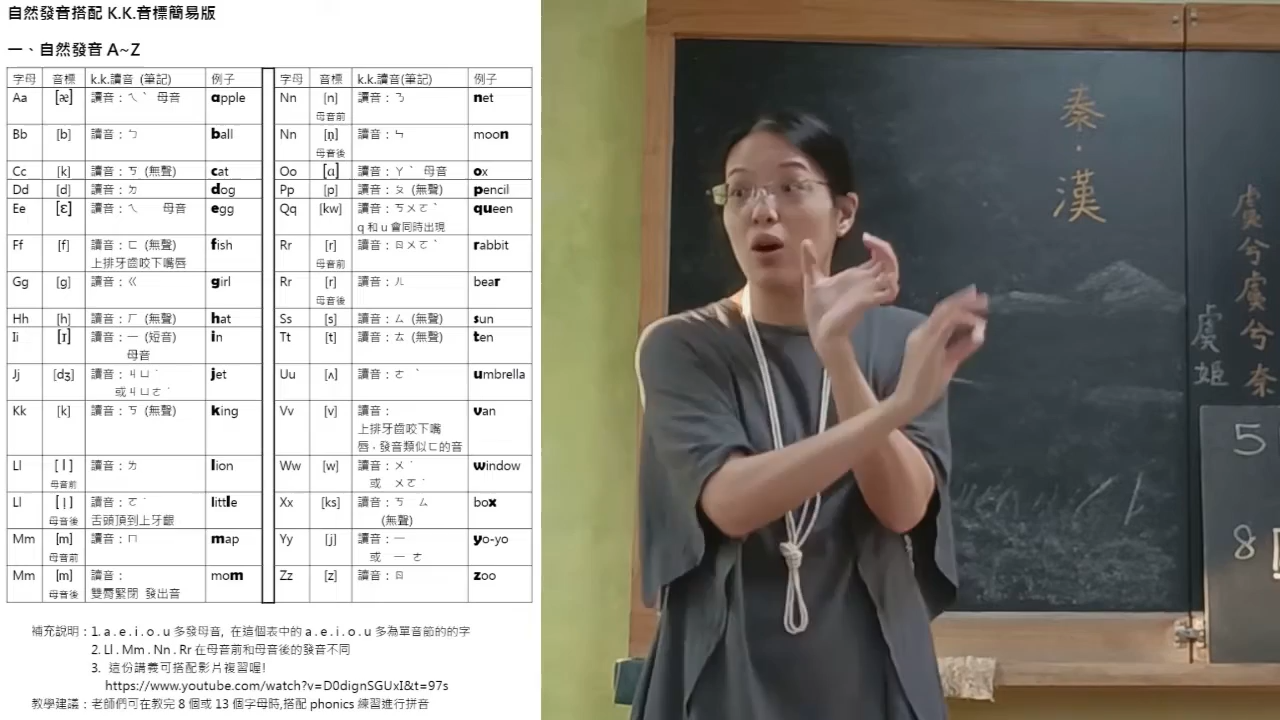 自然發音搭配 K.K.音標簡易版
一、自然發音 A~Z
字母 音標 k.k.讀音 (筆記) 例子
Aa [æ] 讀音：ㄟˋ 母音 apple
Bb [b] 讀音：ㄅ ball
Cc [k] 讀音：ㄎ (無聲) cat
Dd [d] 讀音：ㄉ dog
Ee [ɛ] 讀音：ㄟ 母音 egg
Ff [f] 讀音：ㄈ (無聲) fish
上排牙齒咬下嘴唇
Gg [g] 讀音：ㄍ girl
Hh [h] 讀音：ㄏ (無聲) hat
Ii [ɪ] 讀音：ㄧ (短音) in
母音
Jj [dʒ] 讀音：ㄐㄩ˙ jet
或ㄐㄩㄜ˙
Kk [k] 讀音：ㄎ (無聲) king
Ll [l] 讀音：ㄌ lion
母音前
Ll [l̩] 讀音：ㄛ˙ little
母音後 舌頭頂到上牙齦
Mm [m] 讀音：ㄇ map
母音前
Mm [m] 讀音： mom
母音後 雙唇緊閉 發出音
字母 音標 k.k.讀音(筆記) 例子
Nn [n] 讀音：ㄋ net
母音前
Nn [n̩] 讀音：ㄣ moon
母音後
Oo [ɑ] 讀音：ㄚˋ 母音 ox
Pp [p] 讀音：ㄆ (無聲) pencil
Qq [kw] 讀音：ㄎㄨㄛˋ queen
q 和 u 會同時出現
Rr [r] 讀音：ㄖㄨㄛˋ rabbit
母音前
Rr [r] 讀音：ㄦ bear
母音後
Ss [s] 讀音：ㄙ (無聲) sun
Tt [t] 讀音：ㄊ (無聲) ten
Uu [ʌ] 讀音：ㄜˋ umbrella
Vv [v] 讀音： van
上排牙齒咬下嘴
唇，發音類似ㄈ的音
Ww [w] 讀音：ㄨˊ window
或 ㄨㄛˊ
Xx [ks] 讀音：ㄎ ㄙ box
(無聲)
Yy [j] 讀音：ㄧ yo-yo
或 ㄧ ㄜ
Zz [z] 讀音：ㄖ zoo
補充說明：1. a . e . i . o . u 多發母音, 在這個表中的 a . e . i . o . u 多為單音節的的字
2. Ll . Mm . Nn . Rr 在母音前和母音後的發音不同
3. 這份講義可搭配影片複習喔!
https://www.youtube.com/watch?v=D0dignSGUxI&t=97s
教學建議：老師們可在教完 8 個或 13 個字母時,搭配 phonics 練習進行拼音
秦·漢
虞兮虞兮奈
虞姬
5
8